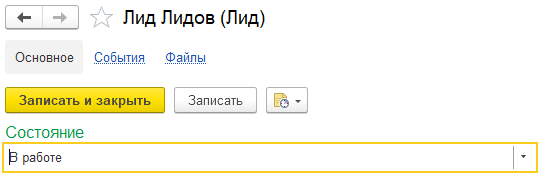 Лид Лидов (Лид)
Основное События Файлы
Записать и закрыть Записать
Состояние
В работе